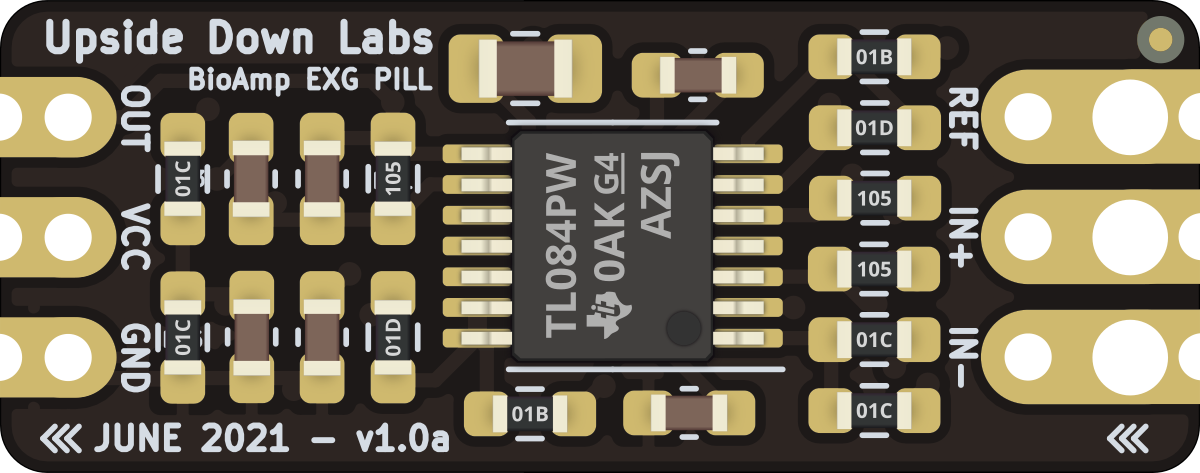 Upside Down Labs
BioAmp EXG PILL
OUT
VCC
GND
01C
105
01C
01D
TL084PW
0AK G4
AZSJ
01B
01D
105
105
01C
01C
01B
REF
IN+
IN-
JUNE 2021 - v1.0a